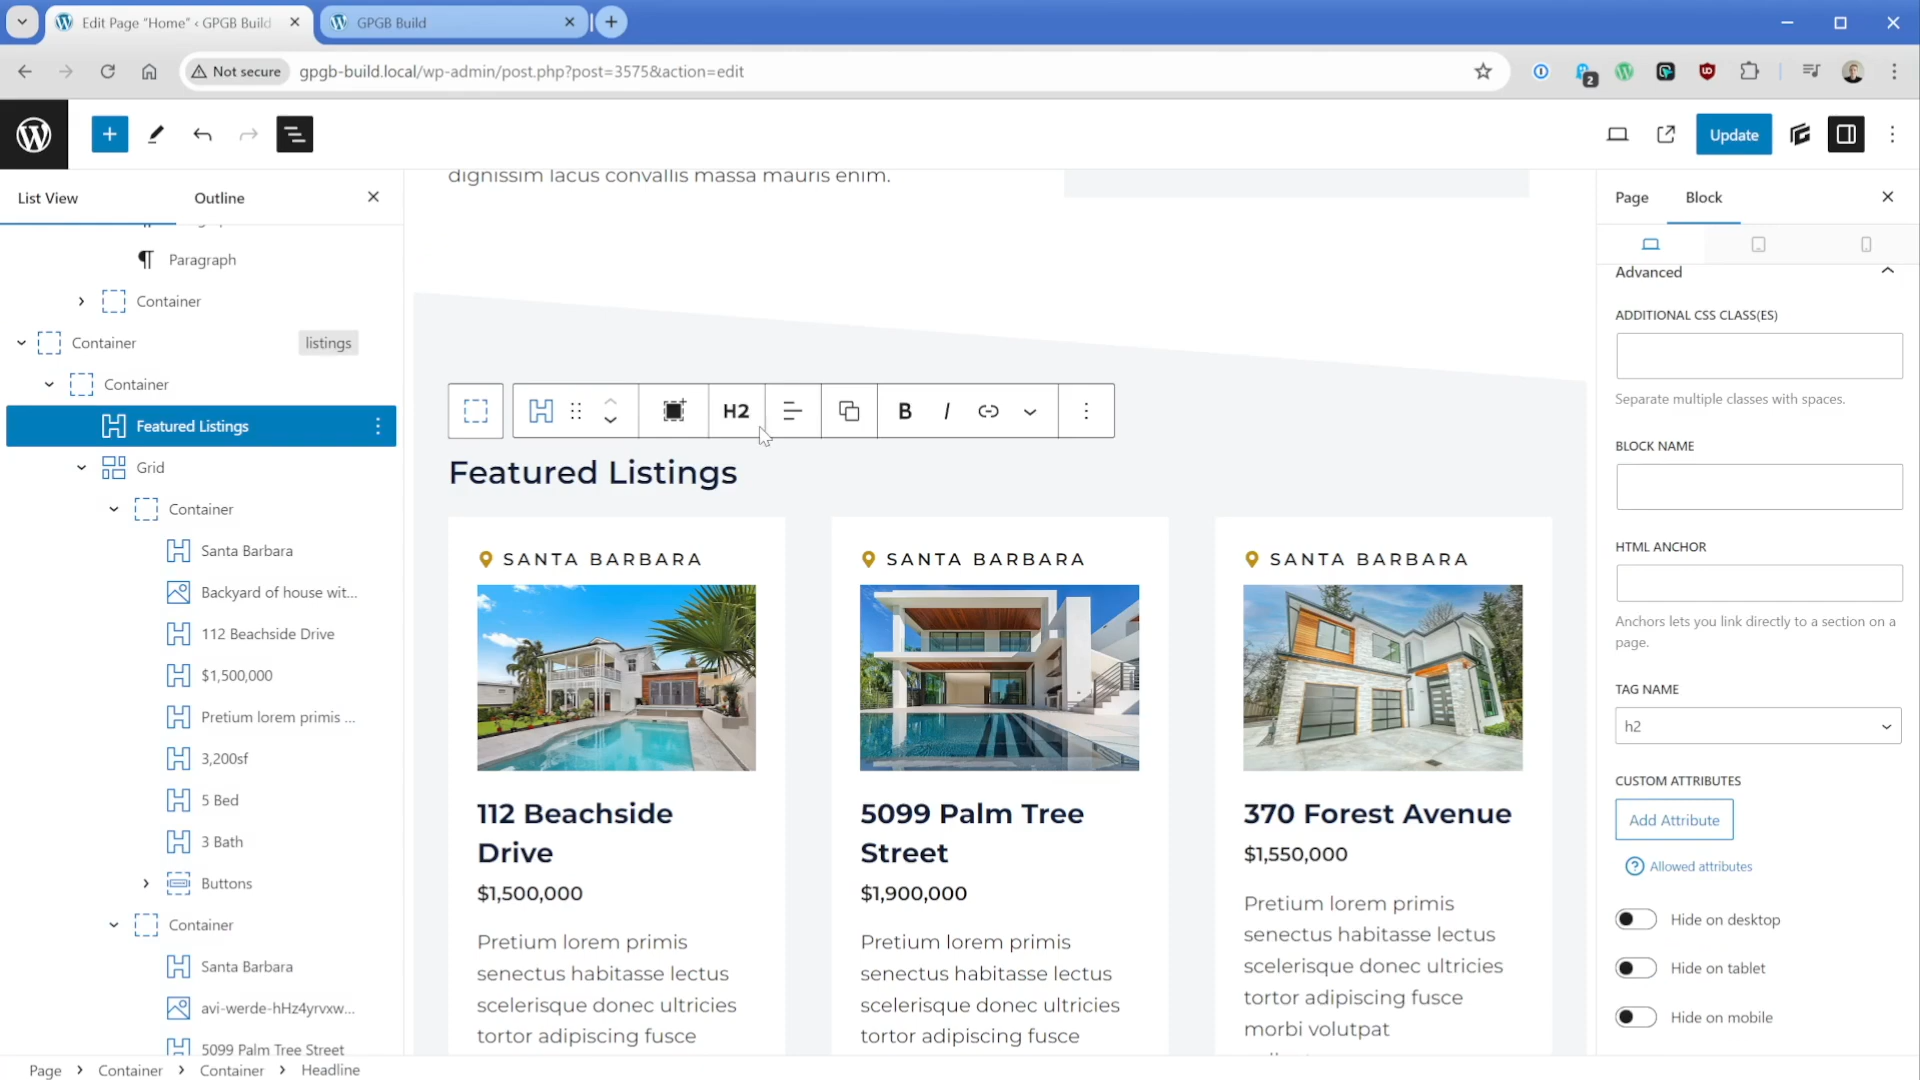 Edit Page "Home" ‹ GPGB Build
GPGB Build
Not secure
gpgb-build.local/wp-admin/post.php?post=3575&action=edit
2
Update
List View
Outline
Paragraph
Container
Container
listings
Container
Featured Listings
Grid
Container
Santa Barbara
Backyard of house wit...
112 Beachside Drive
$1,500,000
Pretium lorem primis ...
3,200sf
5 Bed
3 Bath
Buttons
Container
Santa Barbara
avi-werde-hHz4yrvxw...
5099 Palm Tree Street
dignissim lacus convallis massa mauris enim.
H2
B
I
Featured Listings
SANTA BARBARA
112 Beachside
Drive
$1,500,000
Pretium lorem primis
senectus habitasse lectus
scelerisque donec ultricies
tortor adipiscing fusce
SANTA BARBARA
5099 Palm Tree
Street
$1,900,000
Pretium lorem primis
senectus habitasse lectus
scelerisque donec ultricies
tortor adipiscing fusce
SANTA BARBARA
370 Forest Avenue
$1,550,000
Pretium lorem primis
senectus habitasse lectus
scelerisque donec ultricies
tortor adipiscing fusce
morbi volutpat
Page
Block
Advanced
ADDITIONAL CSS CLASS(ES)
Separate multiple classes with spaces.
BLOCK NAME
HTML ANCHOR
Anchors lets you link directly to a section on a
page.
TAG NAME
h2
CUSTOM ATTRIBUTES
Add Attribute
Allowed attributes
Hide on desktop
Hide on tablet
Hide on mobile
Page
Container
Container
Headline